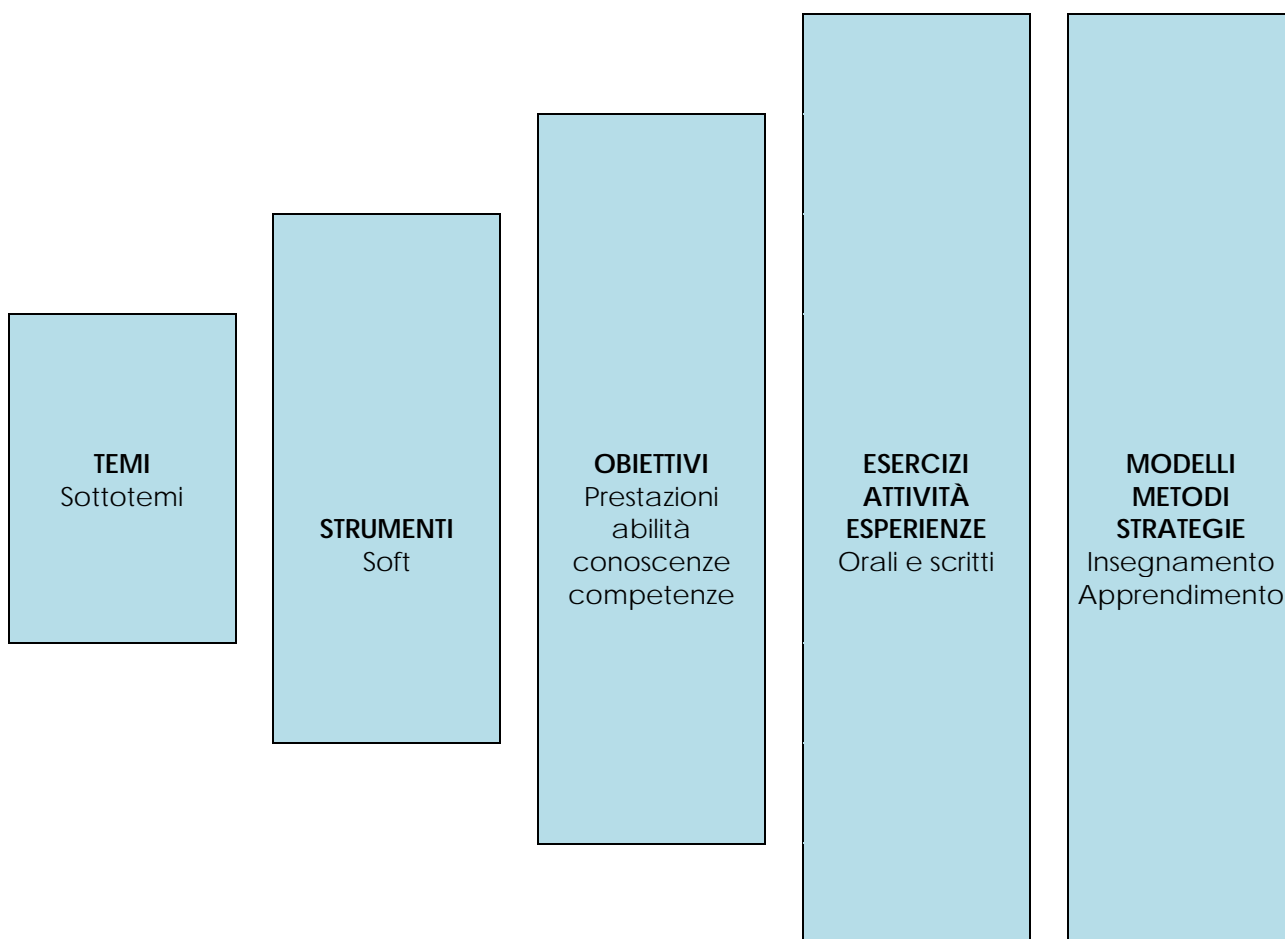 TEMI
Sottotemi
STRUMENTI
Soft
OBIETTIVI
Prestazioni
abilità
conoscenze
competenze
ESERCIZI
ATTIVITÀ
ESPERIENZE
Orali e scritti
MODELLI
METODI
STRATEGIE
Insegnamento
Apprendimento